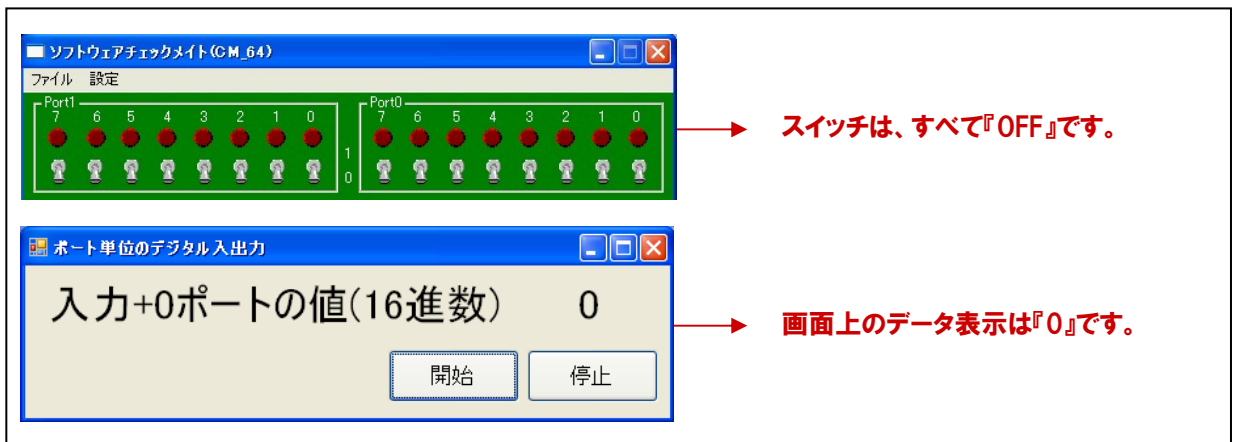 ソフトウェアチェックメイト(CM_64)
ファイル 設定
Port1
7 6 5 4 3 2 1 0
1
0
Port0
7 6 5 4 3 2 1 0
スイッチは、すべて『OFF』です。
ポート単位のデジタル入出力
入力+0ポートの値(16進数) 0
開始 停止
画面上のデータ表示は『0』です。